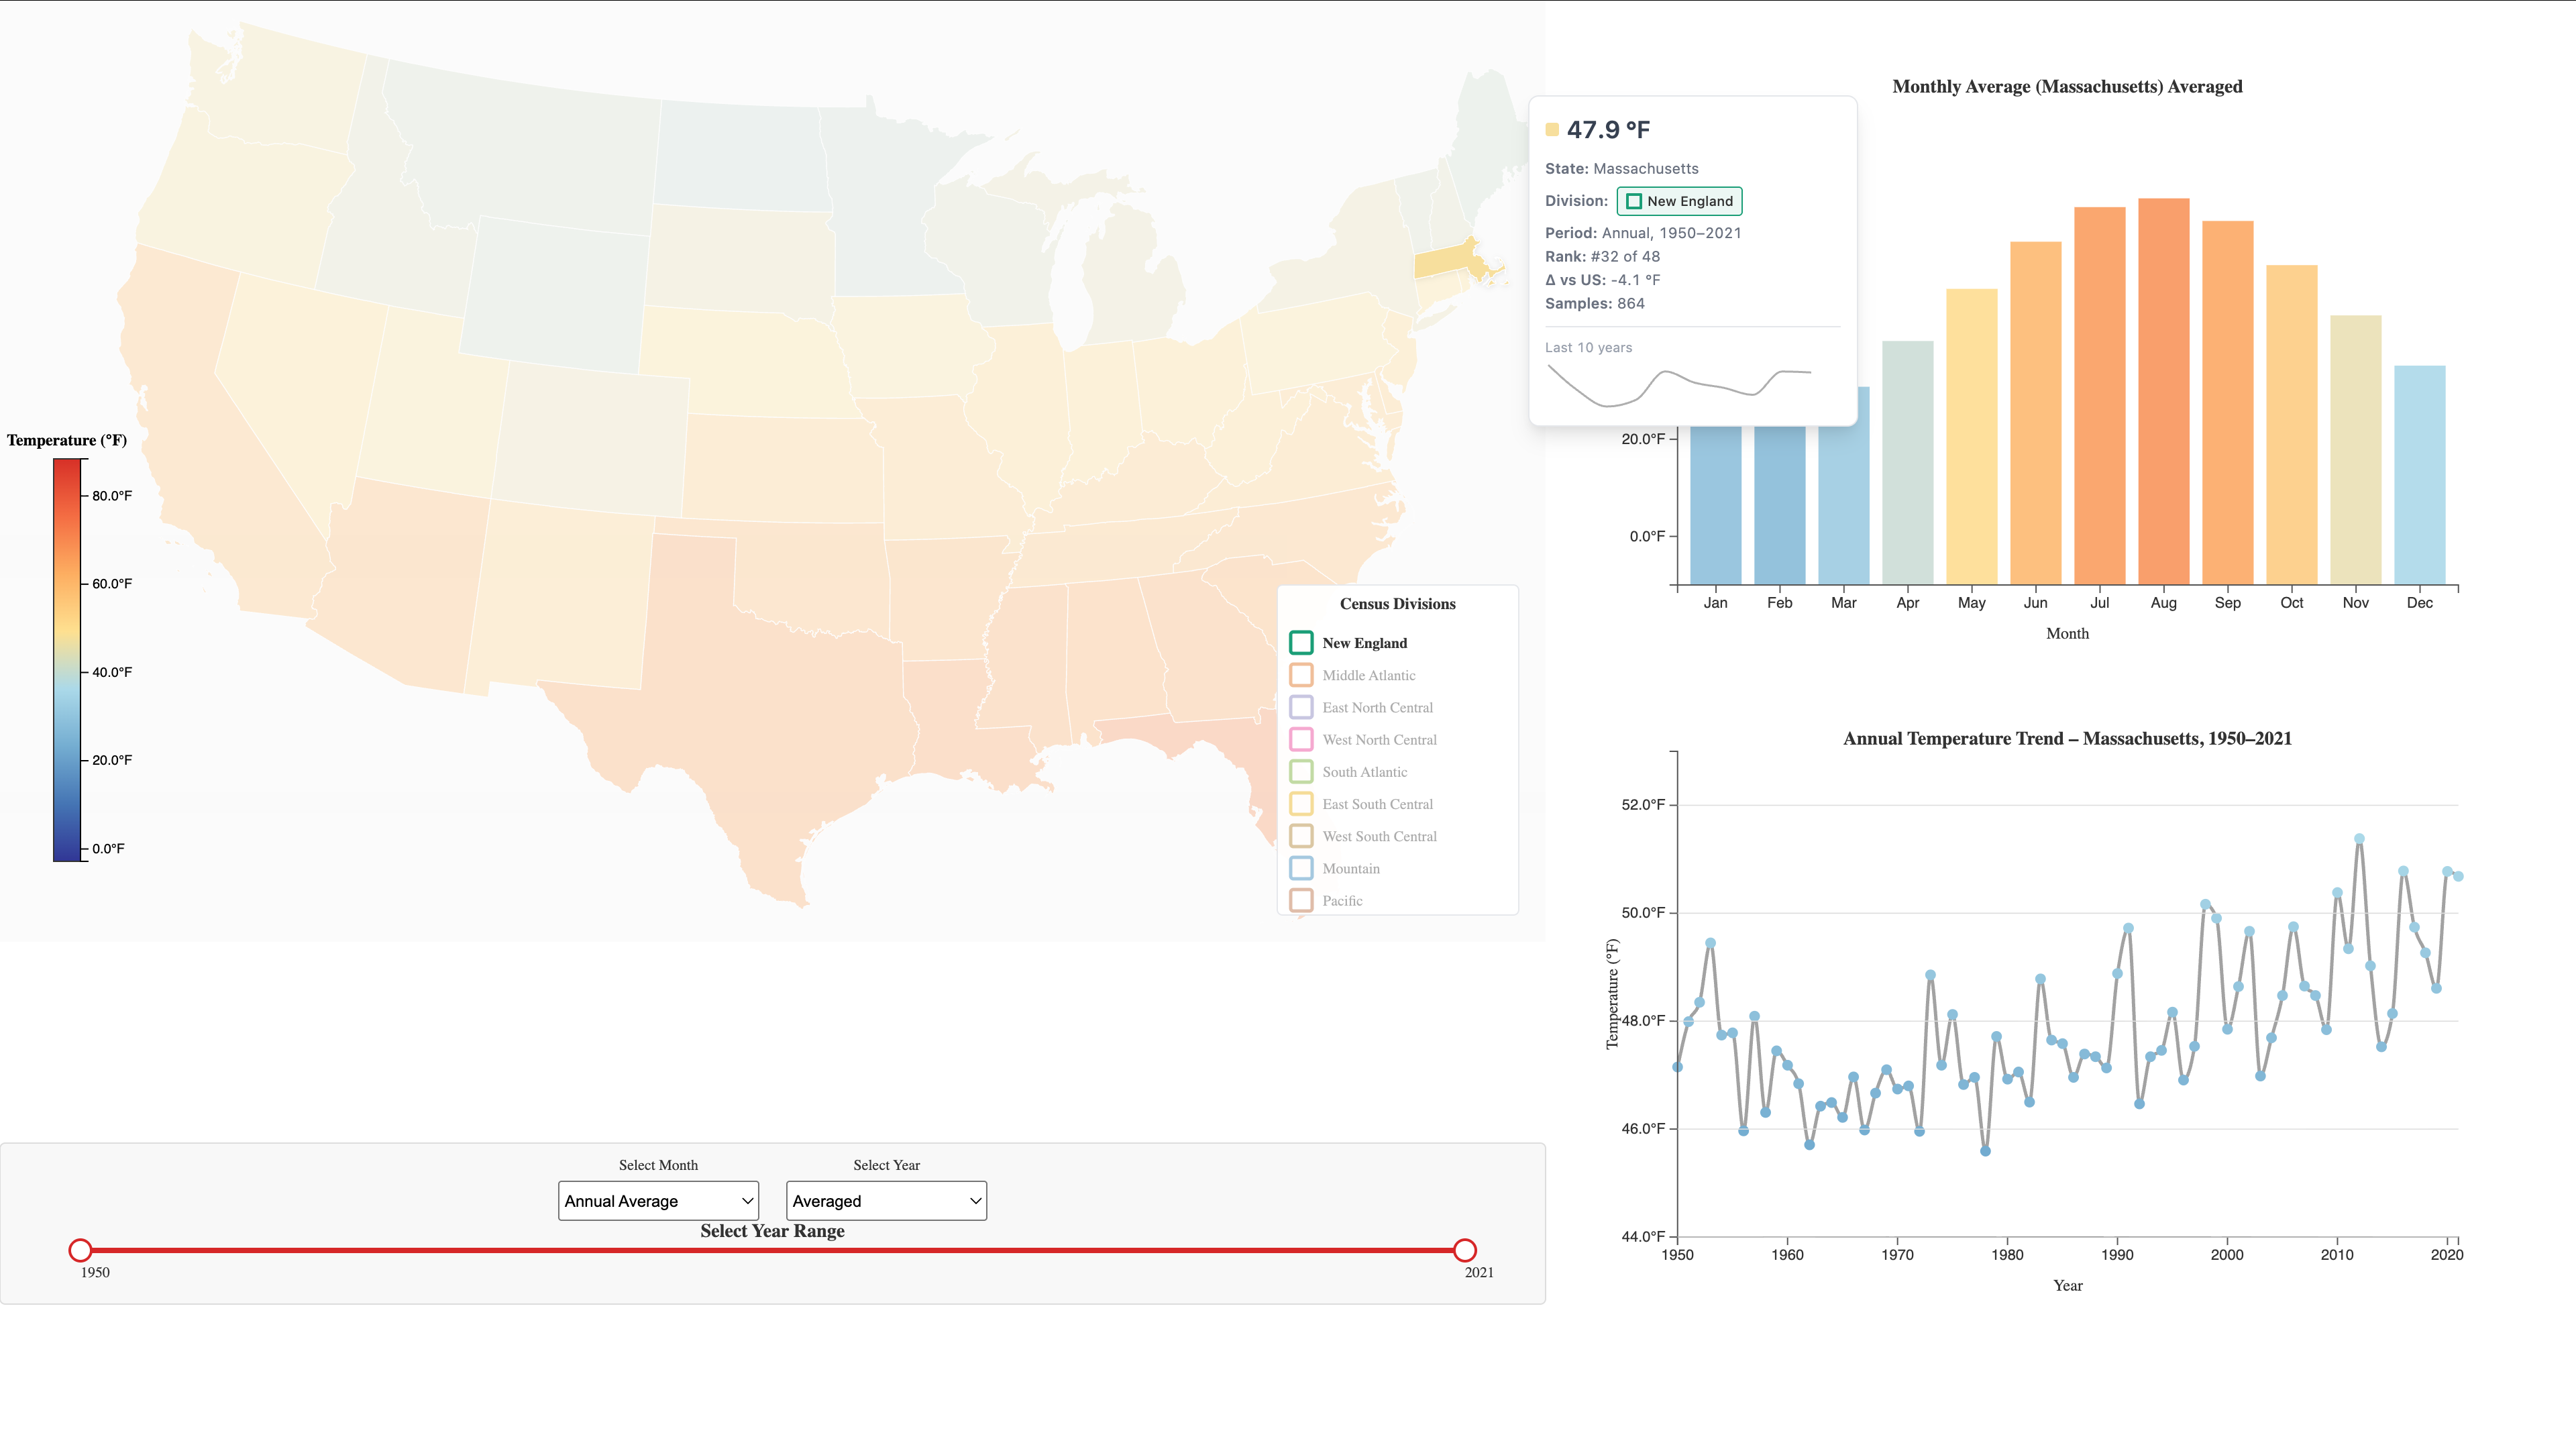 Temperature (°F)
80.0°F
60.0°F
40.0°F
20.0°F
0.0°F
47.9 °F
State: Massachusetts
Division: New England
Period: Annual, 1950–2021
Rank: #32 of 48
Δ vs US: -4.1 °F
Samples: 864
Last 10 years
Census Divisions
New England
Middle Atlantic
East North Central
West North Central
South Atlantic
East South Central
West South Central
Mountain
Pacific
Select Month
Select Year
Annual Average
Averaged
Select Year Range
1950
2021
Monthly Average (Massachusetts) Averaged
20.0°F
0.0°F
Jan Feb Mar Apr May Jun Jul Aug Sep Oct Nov Dec
Month
Annual Temperature Trend – Massachusetts, 1950–2021
Temperature (°F)
52.0°F
50.0°F
48.0°F
46.0°F
44.0°F
1950 1960 1970 1980 1990 2000 2010 2020
Year